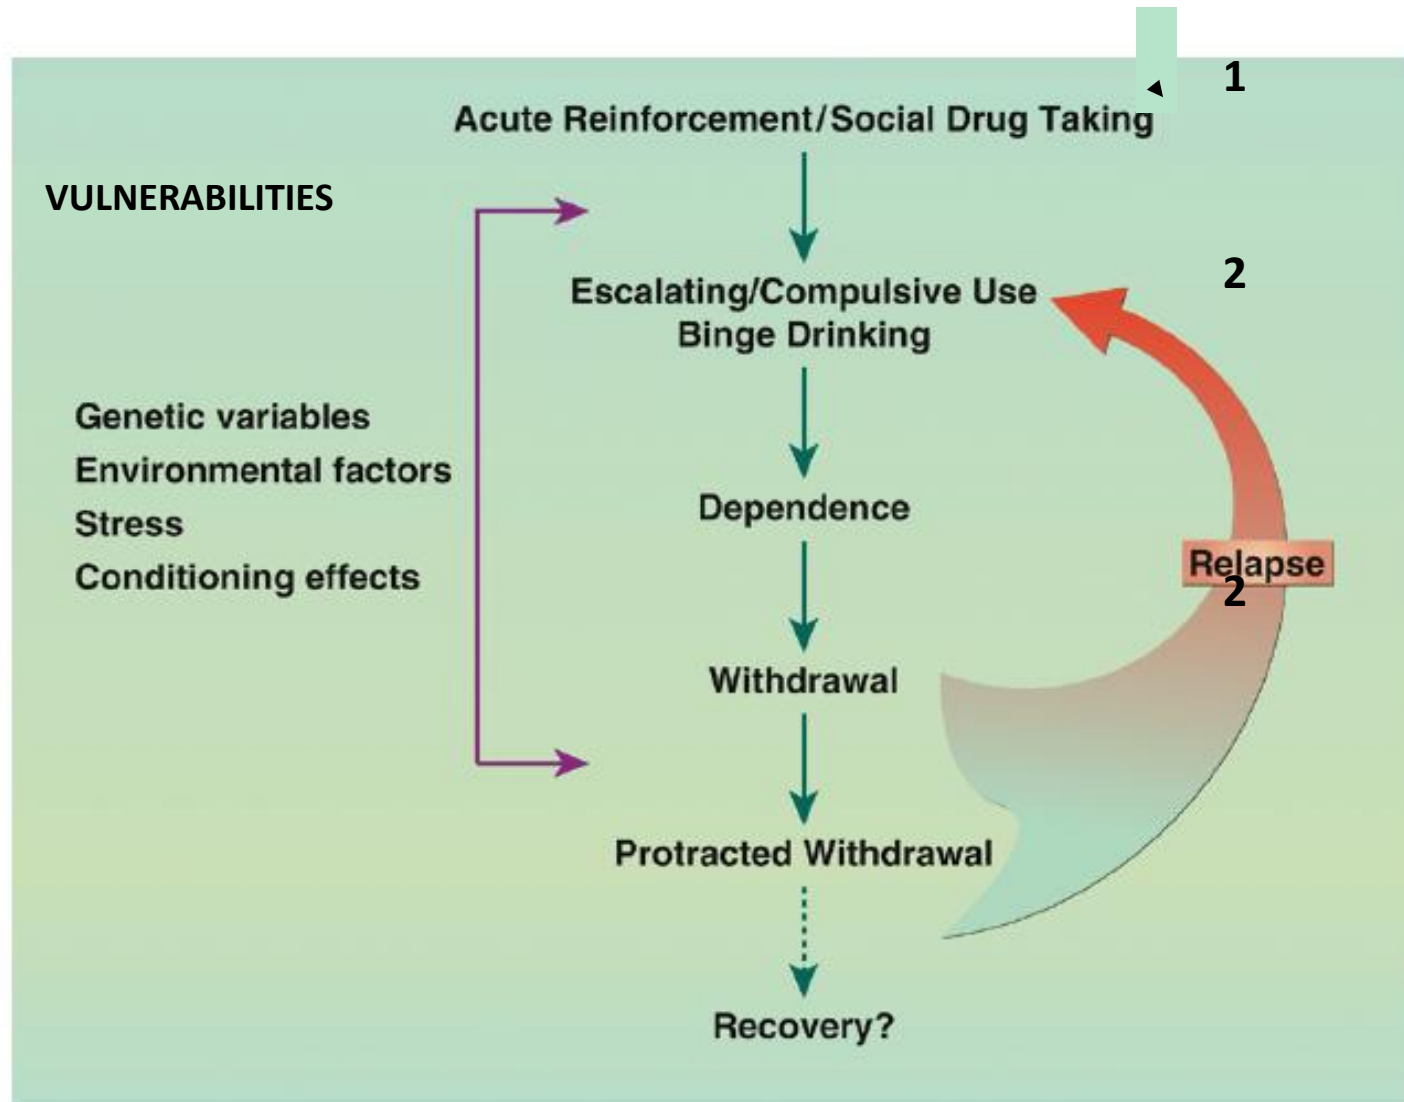 1
Acute Reinforcement/Social Drug Taking
VULNERABILITIES
2
Escalating/Compulsive Use
Binge Drinking
Genetic variables
Environmental factors
Stress
Conditioning effects
Dependence
Relapse
2
Withdrawal
Protracted Withdrawal
Recovery?